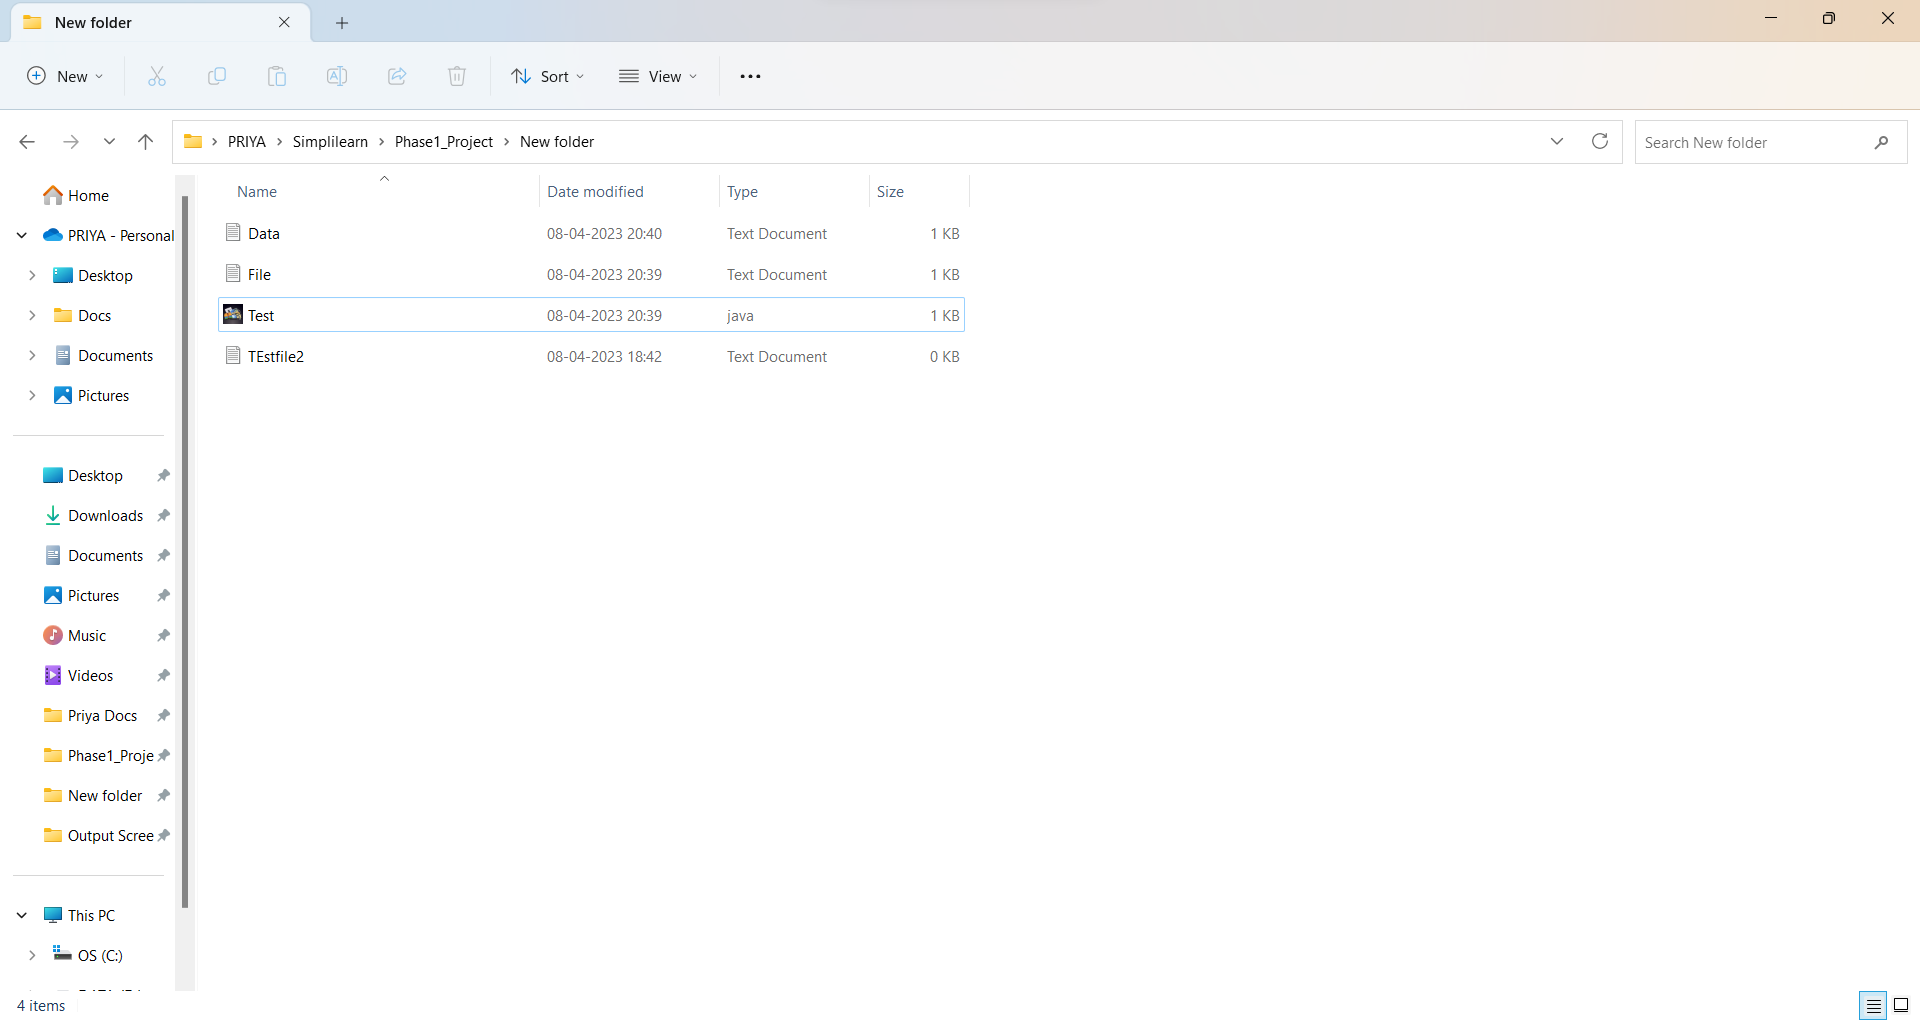 New folder
New
Sort
View
PRIYA
Simplilearn
Phase1_Project
New folder
Search New folder
Home
PRIYA - Personal
Desktop
Docs
Documents
Pictures
Desktop
Downloads
Documents
Pictures
Music
Videos
Priya Docs
Phase1_Proje
New folder
Output Scree
This PC
OS (C:)
Name Date modified Type Size
Data 08-04-2023 20:40 Text Document 1 KB
File 08-04-2023 20:39 Text Document 1 KB
Test 08-04-2023 20:39 java 1 KB
TEstfile2 08-04-2023 18:42 Text Document 0 KB
4 items